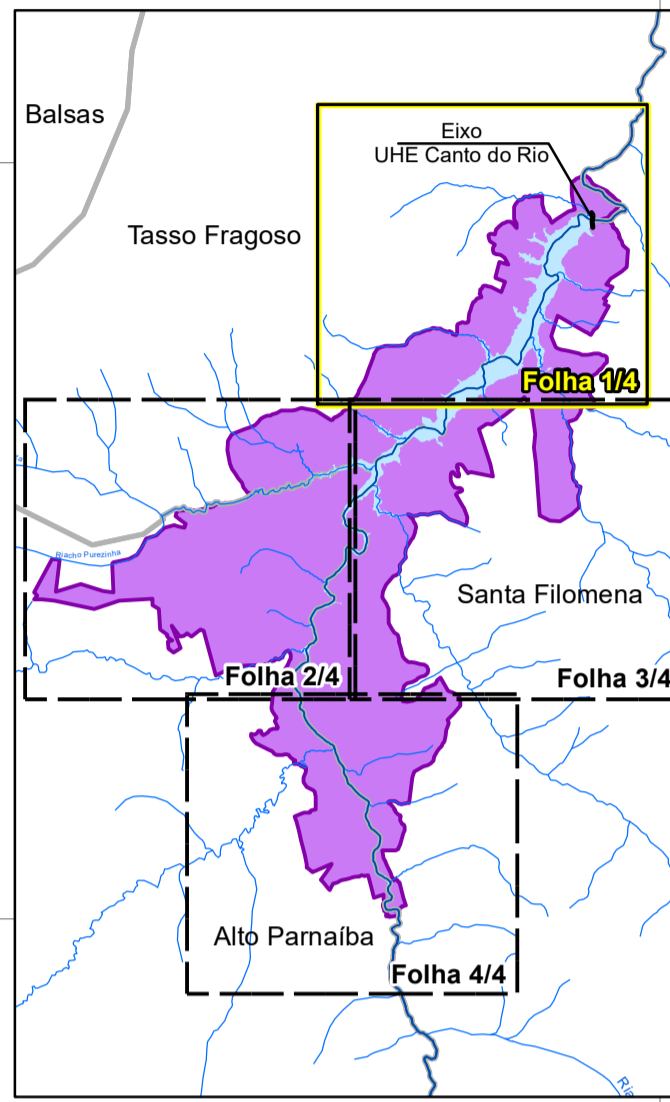 Balsas
Eixo
UHE Canto do Rio
Tasso Fragoso
Folha 1/4
Riacho Purezinha
Santa Filomena
Folha 2/4
Folha 3/4
Alto Parnaíba
Folha 4/4